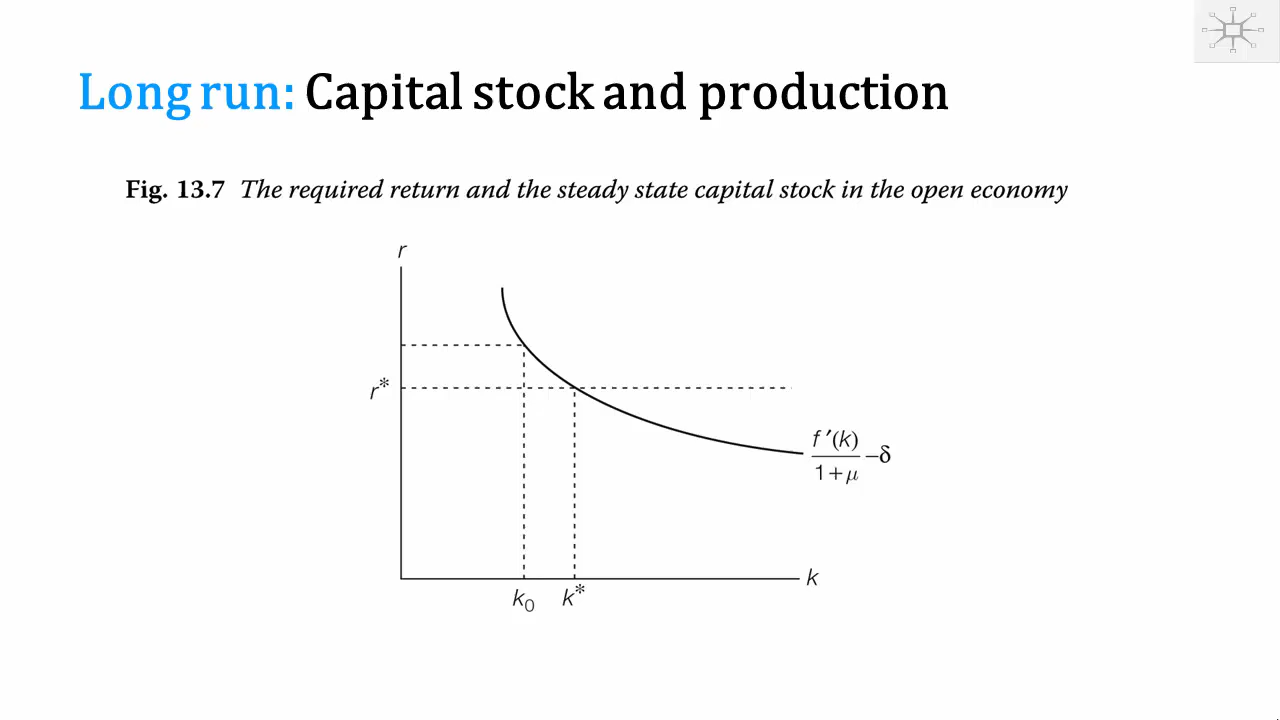 Long run: Capital stock and production
Fig. 13.7 The required return and the steady state capital stock in the open economy
r
r*
f′(k)
1+μ
–δ
k
k₀ k*